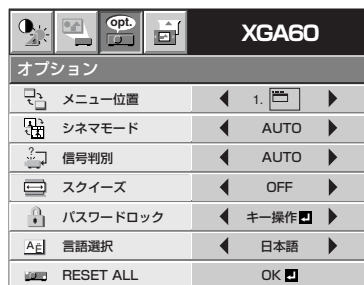 opt.
XGA60
オプション
メニュー位置 1.
シネマモード AUTO
信号判別 AUTO
スクイーズ OFF
パスワードロック キー操作
言語選択 日本語
RESET ALL OK